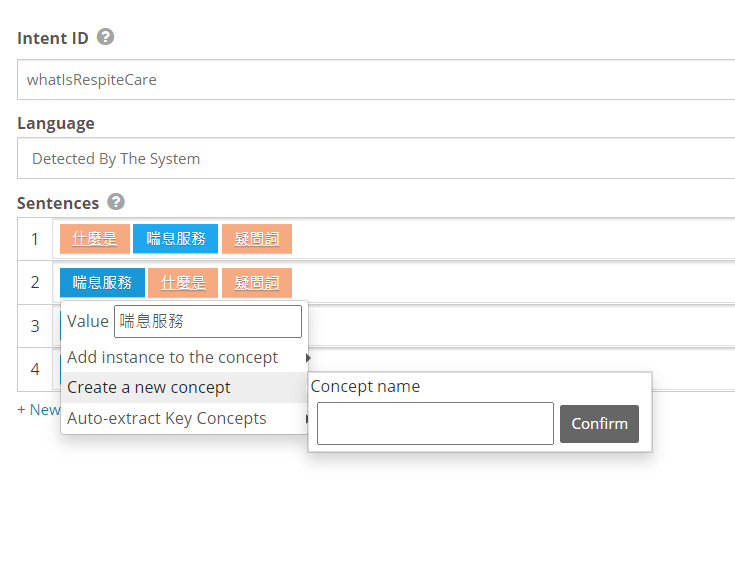 Intent ID ?
whatIsRespiteCare
Language
Detected By The System
Sentences ?
1 什麼是 喘息服務 疑問詞
2 喘息服務 什麼是 疑問詞
Value 喘息服務
3
Add instance to the concept
4
Create a new concept
Concept name
+ New
Auto-extract Key Concepts
Confirm